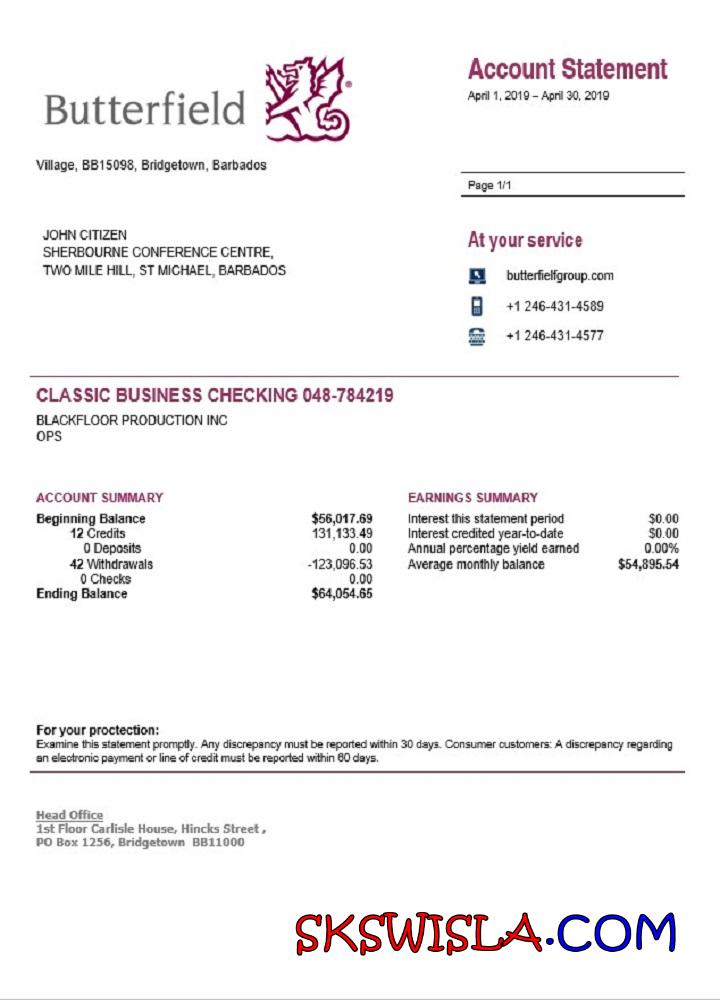 Butterfield
Account Statement
April 1, 2019 – April 30, 2019
Village, BB15098, Bridgetown, Barbados
Page 1/1
JOHN CITIZEN
SHERBOURNE CONFERENCE CENTRE,
TWO MILE HILL, ST MICHAEL, BARBADOS
At your service
butterfielfgroup.com
+1 246-431-4589
+1 246-431-4577
CLASSIC BUSINESS CHECKING 048-784219
BLACKFLOOR PRODUCTION INC
OPS
ACCOUNT SUMMARY
Beginning Balance $56,017.69
12 Credits 131,133.49
0 Deposits 0.00
42 Withdrawals -123,096.53
0 Checks 0.00
Ending Balance $64,054.65
EARNINGS SUMMARY
Interest this statement period $0.00
Interest credited year-to-date $0.00
Annual percentage yield earned 0.00%
Average monthly balance $54,895.54
For your proctection:
Examine this statement promptly. Any discrepancy must be reported within 30 days. Consumer customers: A discrepancy regarding
an electronic payment or line of credit must be reported within 60 days.
Head Office
1st Floor Carlisle House, Hincks Street ,
PO Box 1256, Bridgetown BB11000
SKSWISLA.COM